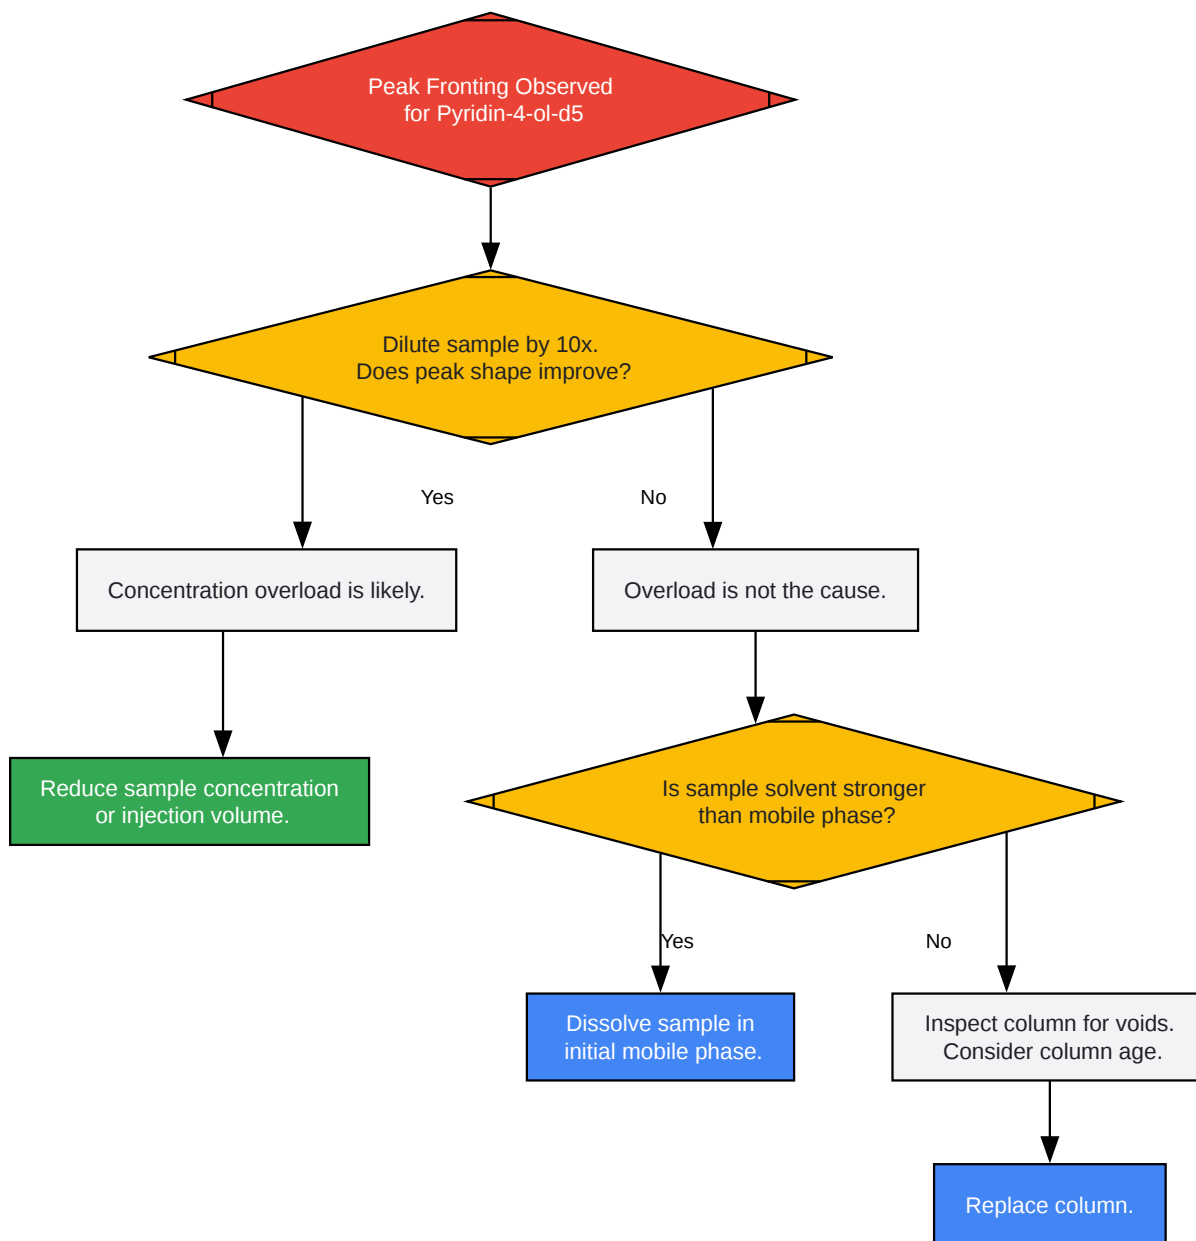 Peak Fronting Observed
for Pyridin-4-ol-d5
Dilute sample by 10x.
Does peak shape improve?
Yes
No
Concentration overload is likely.
Overload is not the cause.
Reduce sample concentration
or injection volume.
Is sample solvent stronger
than mobile phase?
Yes
No
Dissolve sample in
initial mobile phase.
Inspect column for voids.
Consider column age.
Replace column.